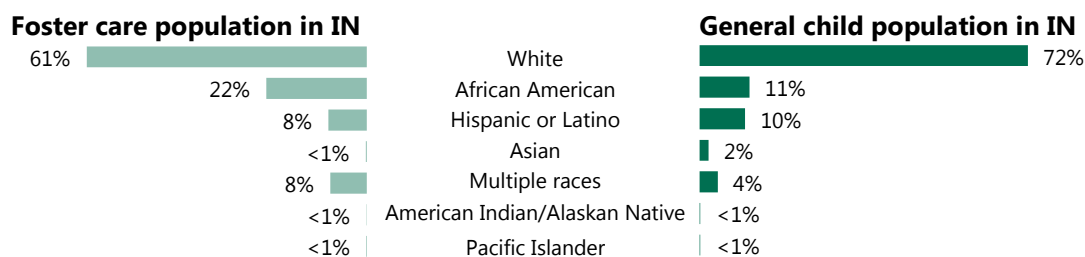 Foster care population in IN General child population in IN
61% White 72%
22% African American 11%
8% Hispanic or Latino 10%
<1% Asian 2%
8% Multiple races 4%
<1% American Indian/Alaskan Native <1%
<1% Pacific Islander <1%